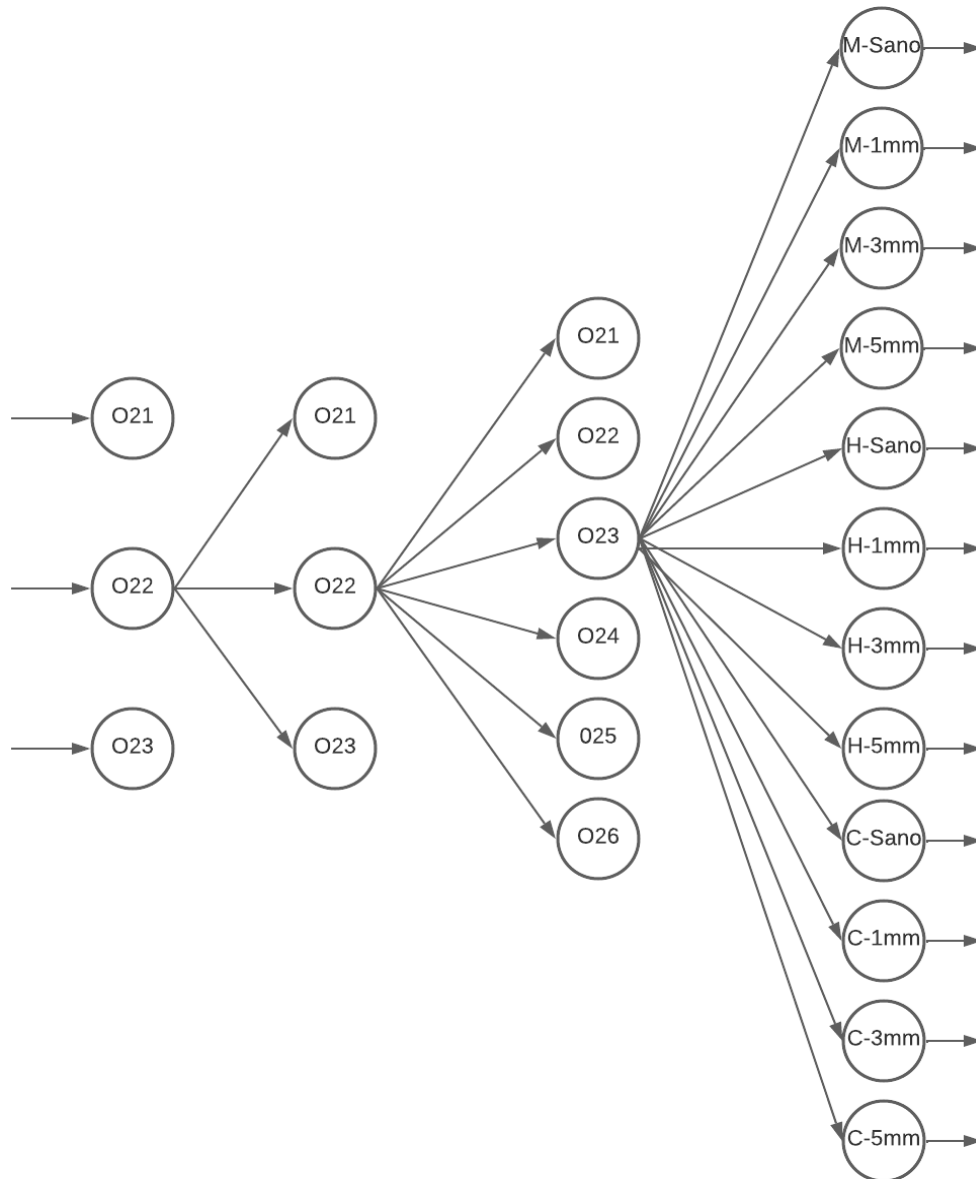 O21
O22
O23
O21
O22
O23
O21
O22
O23
O24
025
O26
M-Sano
M-1mm
M-3mm
M-5mm
H-Sano
H-1mm
H-3mm
H-5mm
C-Sano
C-1mm
C-3mm
C-5mm